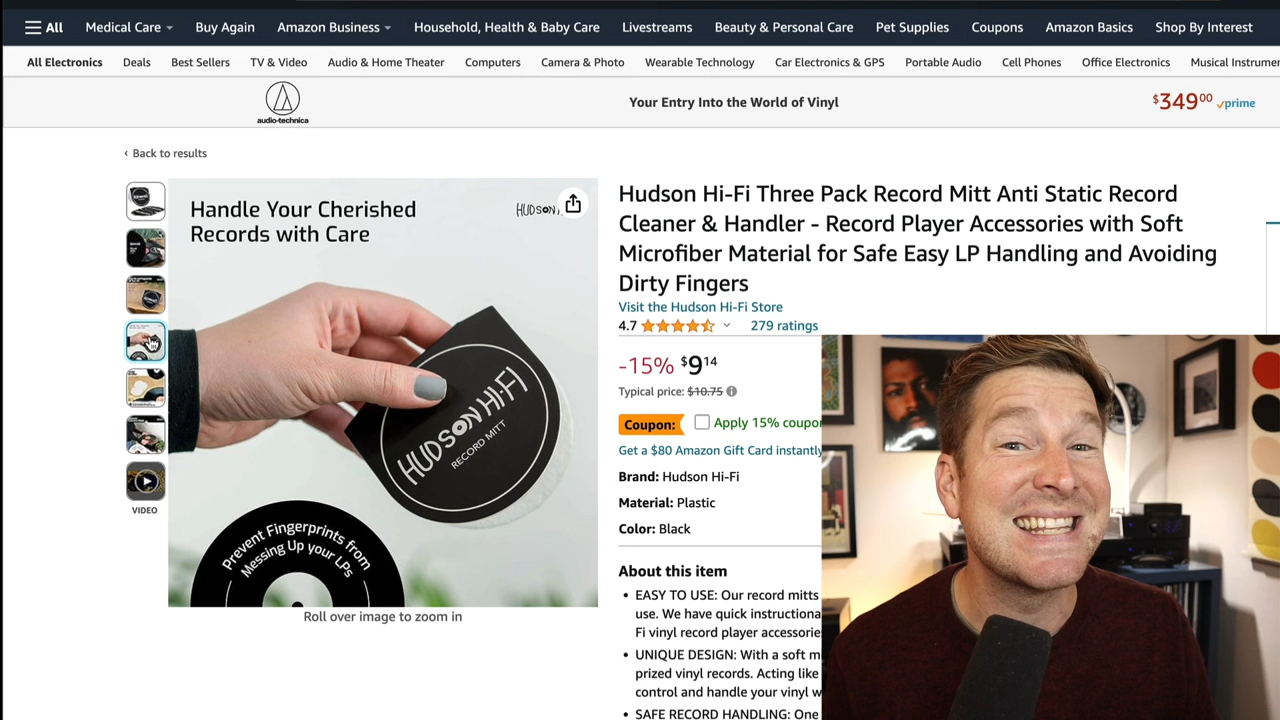 All Medical Care Buy Again Amazon Business Household, Health & Baby Care Livestreams Beauty & Personal Care Pet Supplies Coupons Amazon Basics Shop By Interest
All Electronics Deals Best Sellers TV & Video Audio & Home Theater Computers Camera & Photo Wearable Technology Car Electronics & GPS Portable Audio Cell Phones Office Electronics Musical Instrumen
audio-technica
Your Entry Into the World of Vinyl
$349⁰⁰ prime
‹ Back to results
Handle Your Cherished
Records with Care
HUDSON
HUDSON HI-FI
RECORD MITT
Prevent Fingerprints from
Messing Up your LPs
VIDEO
Roll over image to zoom in
Hudson Hi-Fi Three Pack Record Mitt Anti Static Record
Cleaner & Handler - Record Player Accessories with Soft
Microfiber Material for Safe Easy LP Handling and Avoiding
Dirty Fingers
Visit the Hudson Hi-Fi Store
4.7 279 ratings
-15% $9¹⁴
Typical price: $10.75
Coupon: Apply 15% coupon
Get a $80 Amazon Gift Card instantly
Brand: Hudson Hi-Fi
Material: Plastic
Color: Black
About this item
• EASY TO USE: Our record mitts
use. We have quick instructiona
Fi vinyl record player accessorie
• UNIQUE DESIGN: With a soft m
prized vinyl records. Acting like
control and handle your vinyl w
• SAFE RECORD HANDLING: One